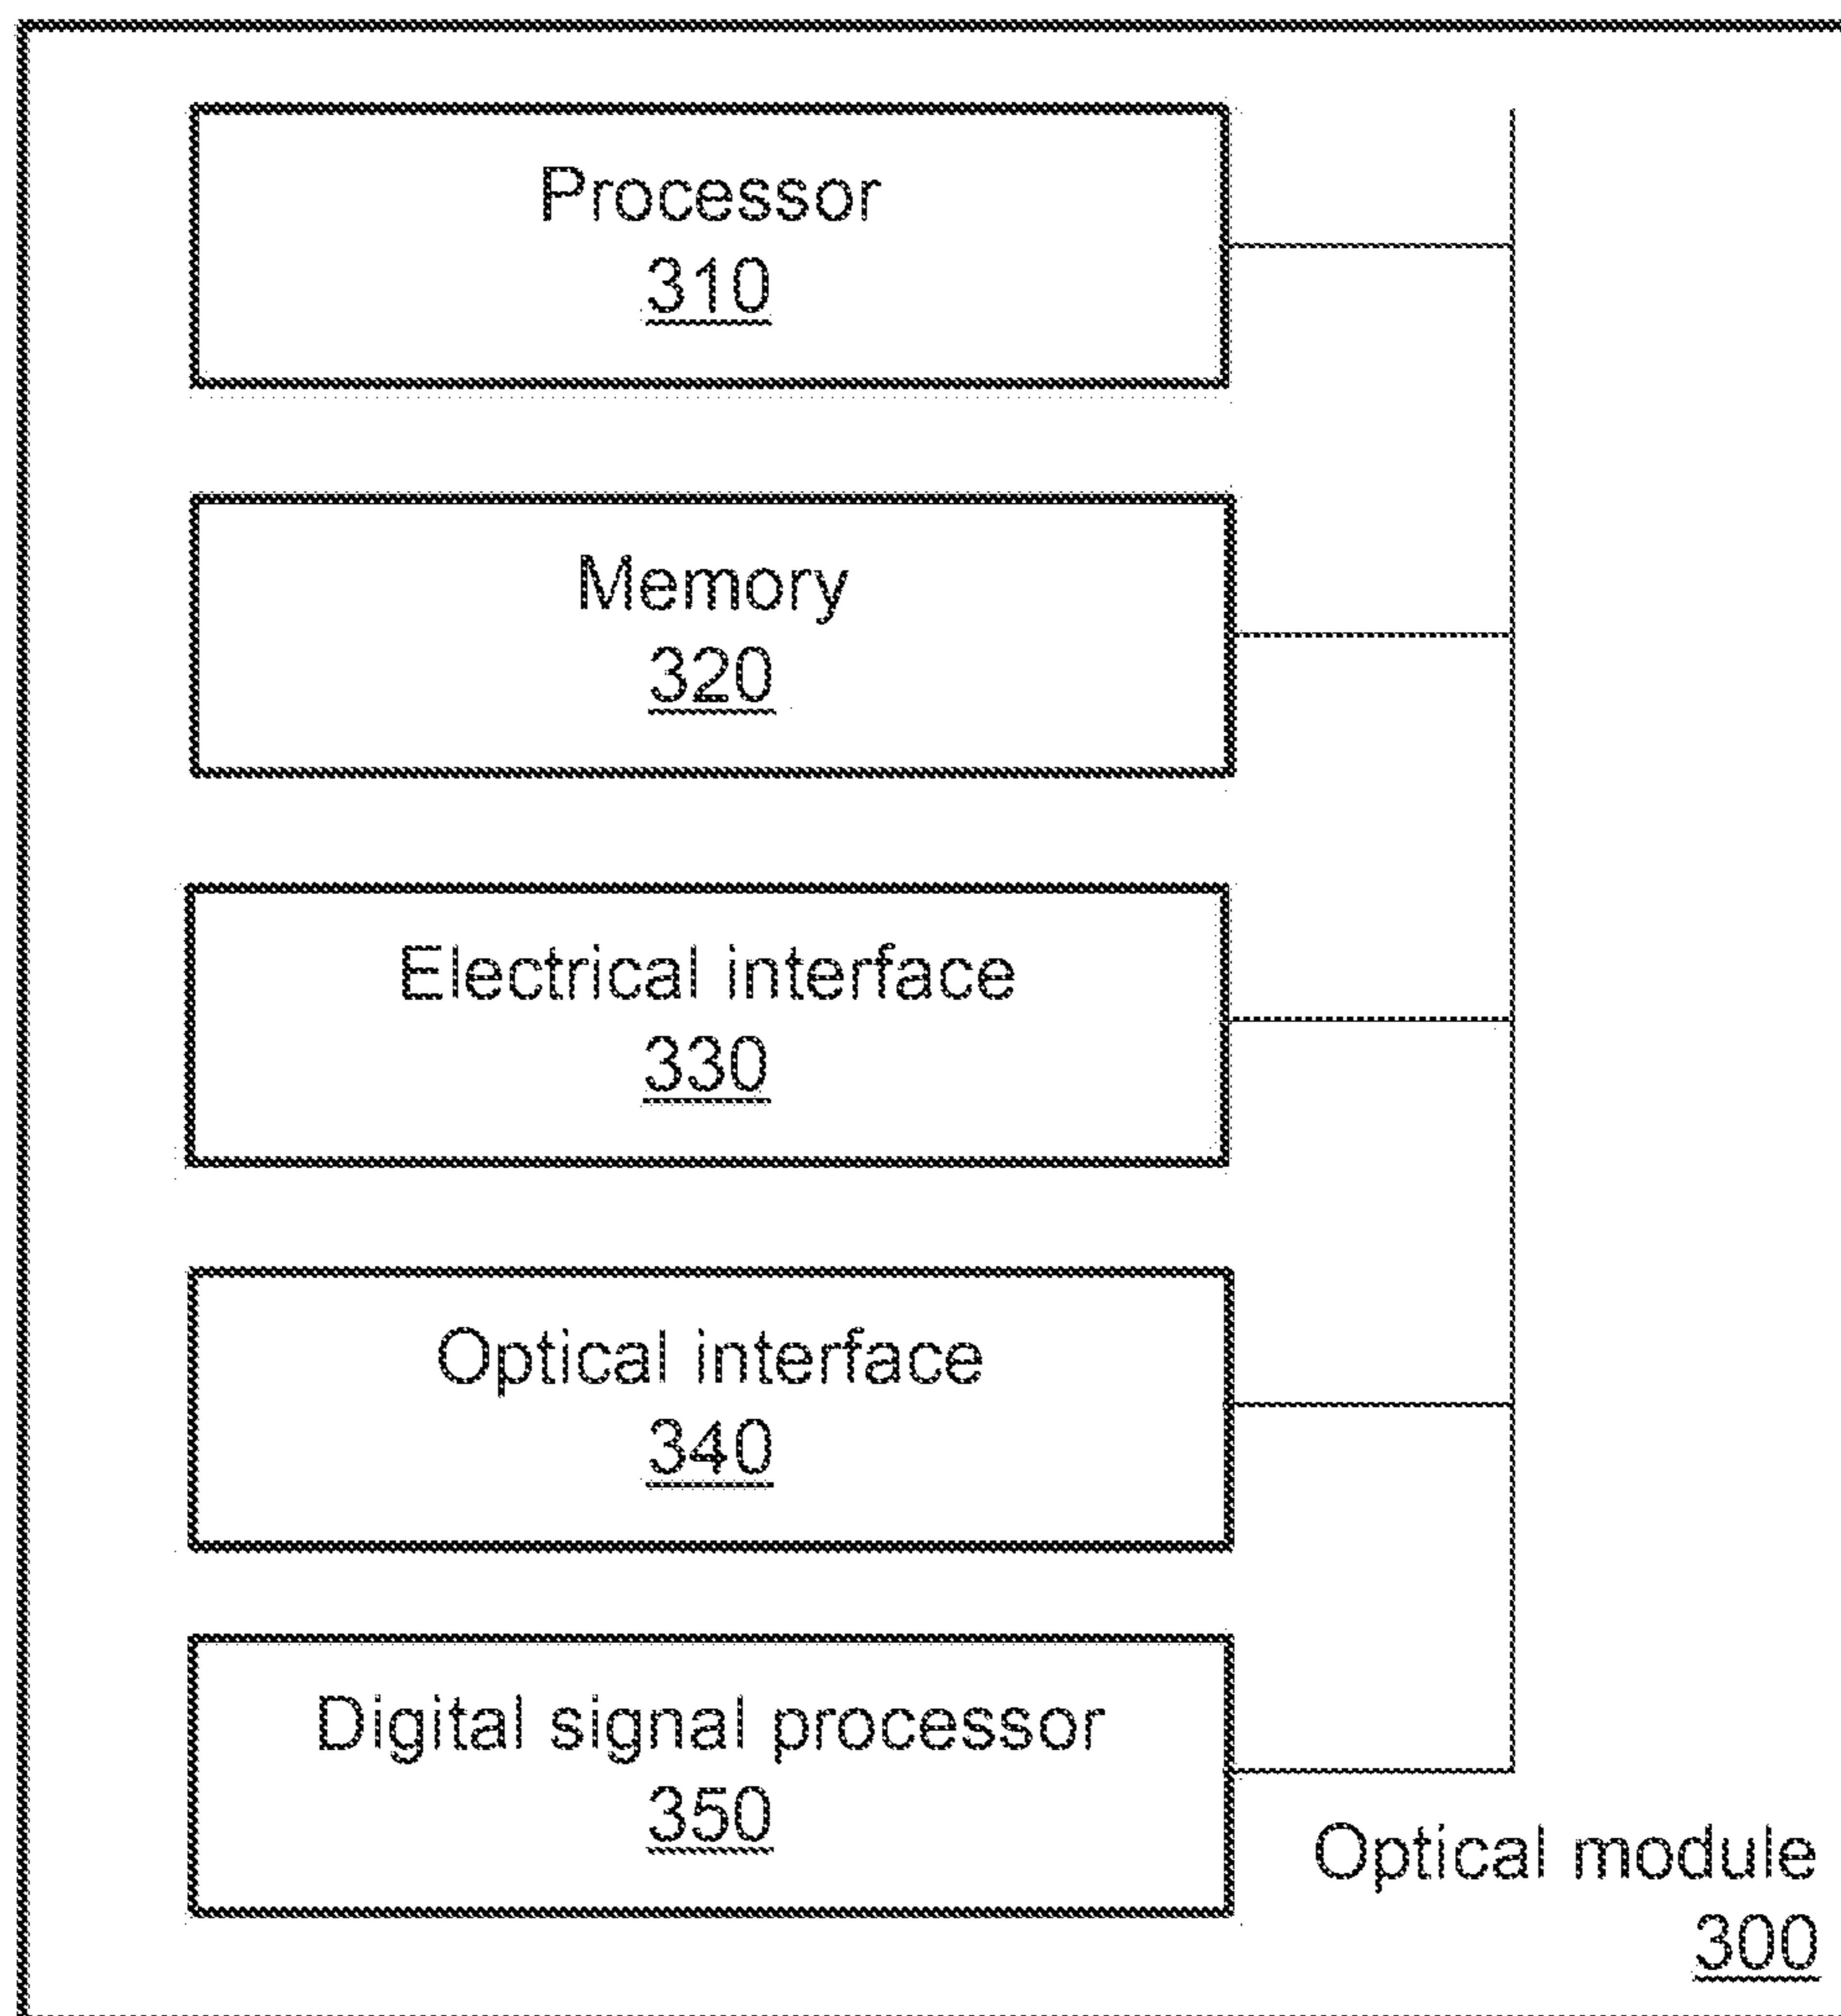 Processor
310
Memory
320
Electrical interface
330
Optical interface
340
Digital signal processor
350
Optical module
300